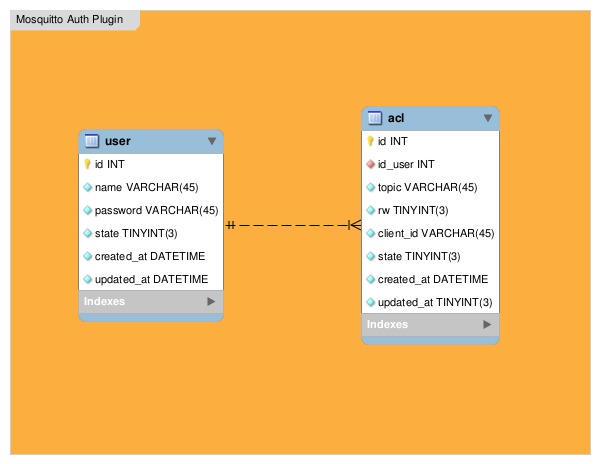 Mosquitto Auth Plugin
user
id INT
name VARCHAR(45)
password VARCHAR(45)
state TINYINT(3)
created_at DATETIME
updated_at DATETIME
Indexes
acl
id INT
id_user INT
topic VARCHAR(45)
rw TINYINT(3)
client_id VARCHAR(45)
state TINYINT(3)
created_at DATETIME
updated_at TINYINT(3)
Indexes